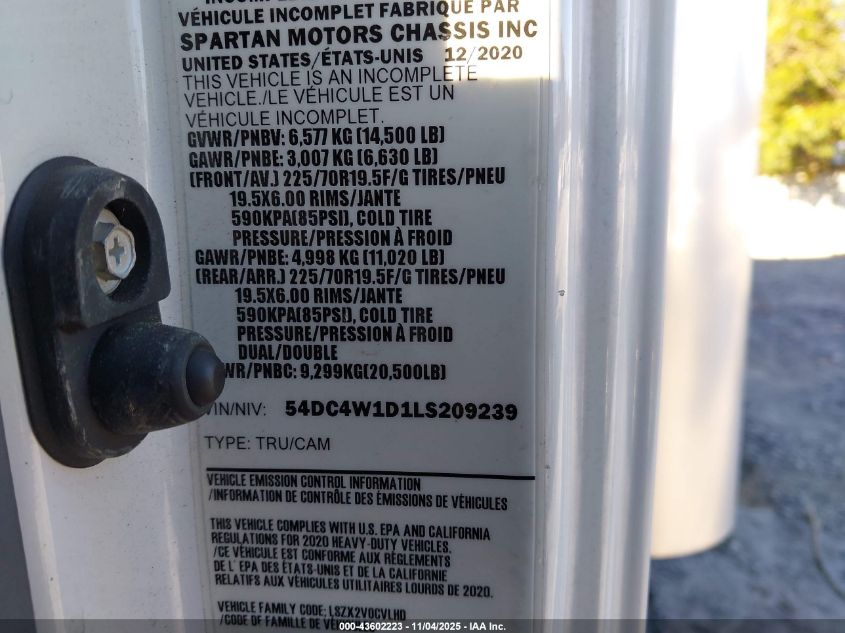 VÉHICULE INCOMPLET FABRIQUÉ PAR
SPARTAN MOTORS CHASSIS INC
UNITED STATES/ÉTATS-UNIS 12/2020
THIS VEHICLE IS AN INCOMPLETE
VEHICLE./LE VÉHICULE EST UN
VÉHICULE INCOMPLET.
GVWR/PNBV: 6,577 KG (14,500 LB)
GAWR/PNBE: 3,007 KG (6,630 LB)
(FRONT/AV.) 225/70R19.5F/G TIRES/PNEU
19.5X6.00 RIMS/JANTE
590KPA(85PSI), COLD TIRE
PRESSURE/PRESSION À FROID
GAWR/PNBE: 4,998 KG (11,020 LB)
(REAR/ARR.) 225/70R19.5F/G TIRES/PNEU
19.5X6.00 RIMS/JANTE
590KPA(85PSI), COLD TIRE
PRESSURE/PRESSION À FROID
DUAL/DOUBLE
WR/PNBC: 9,299KG(20,500LB)
VIN/NIV: 54DC4W1D1LS209239
TYPE: TRU/CAM
VEHICLE EMISSION CONTROL INFORMATION
/INFORMATION DE CONTRÔLE DES ÉMISSIONS DE VÉHICULES
THIS VEHICLE COMPLIES WITH U.S. EPA AND CALIFORNIA
REGULATIONS FOR 2020 HEAVY-DUTY VEHICLES.
/CE VÉHICULE EST CONFORME AUX RÈGLEMENTS
DE L' EPA DES ÉTATS-UNIS ET DE LA CALIFORNIE
RELATIFS AUX VÉHICULES UTILITAIRES LOURDS DE 2020.
VEHICLE FAMILY CODE: LSZX2VOCVLHD
/CODE DE FAMILLE DE
000-43602223 - 11/04/2025 - IAA Inc.